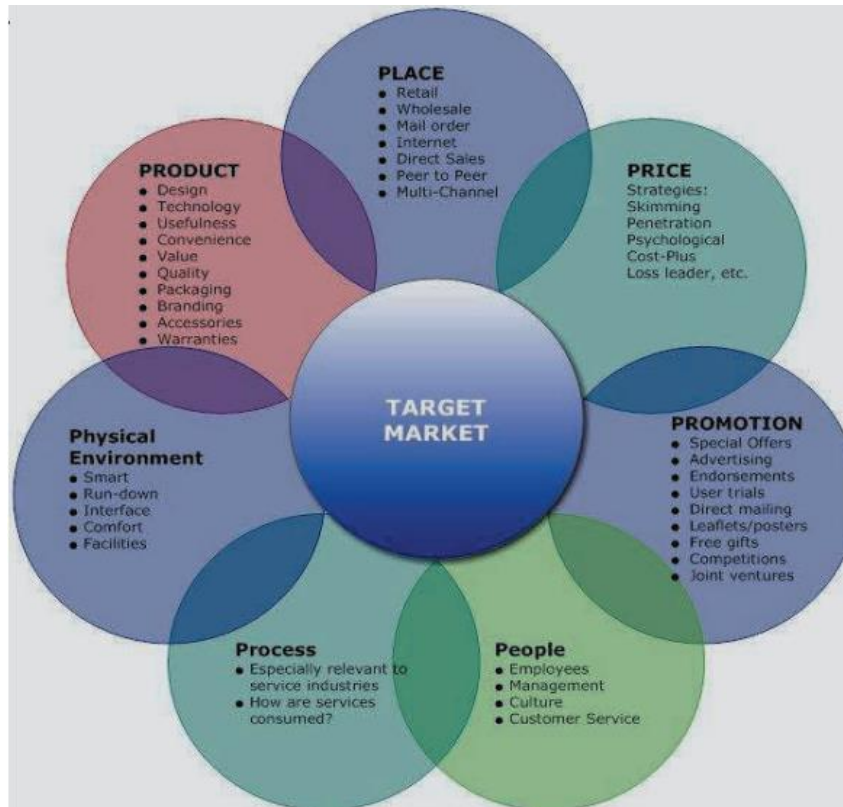 PLACE
● Retail
● Wholesale
● Mail order
● Internet
● Direct Sales
● Peer to Peer
● Multi-Channel
PRODUCT
● Design
● Technology
● Usefulness
● Convenience
● Value
● Quality
● Packaging
● Branding
● Accessories
● Warranties
PRICE
Strategies:
Skimming
Penetration
Psychological
Cost-Plus
Loss leader, etc.
TARGET
MARKET
Physical
Environment
● Smart
● Run-down
● Interface
● Comfort
● Facilities
PROMOTION
● Special Offers
● Advertising
● Endorsements
● User trials
● Direct mailing
● Leaflets/posters
● Free gifts
● Competitions
● Joint ventures
Process
● Especially relevant to
service industries
● How are services
consumed?
People
● Employees
● Management
● Culture
● Customer Service